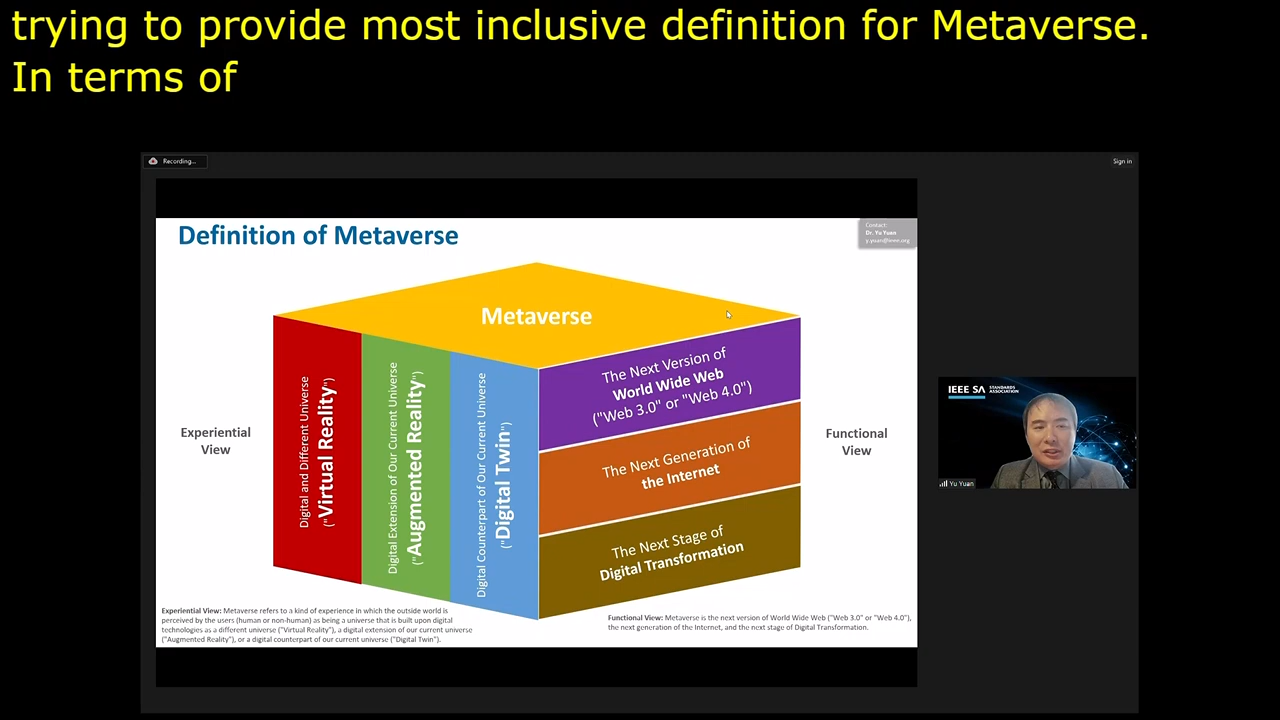 trying to provide most inclusive definition for Metaverse.
In terms of
Recording...
Sign in
Definition of Metaverse
Contact:
Dr. Yu Yuan
y.yuan@ieee.org
Metaverse
Experiential
View
Digital and Different Universe
("Virtual Reality")
Digital Extension of Our Current Universe
("Augmented Reality")
Digital Counterpart of Our Current Universe
("Digital Twin")
The Next Version of
World Wide Web
("Web 3.0" or "Web 4.0")
The Next Generation of
the Internet
The Next Stage of
Digital Transformation
Functional
View
IEEE SA STANDARDS
ASSOCIATION
Yu Yuan
Experiential View: Metaverse refers to a kind of experience in which the outside world is
perceived by the users (human or non-human) as being a universe that is built upon digital
technologies as a different universe ("Virtual Reality"), a digital extension of our current universe
("Augmented Reality"), or a digital counterpart of our current universe ("Digital Twin").
Functional View: Metaverse is the next version of World Wide Web ("Web 3.0" or "Web 4.0"),
the next generation of the Internet, and the next stage of Digital Transformation.